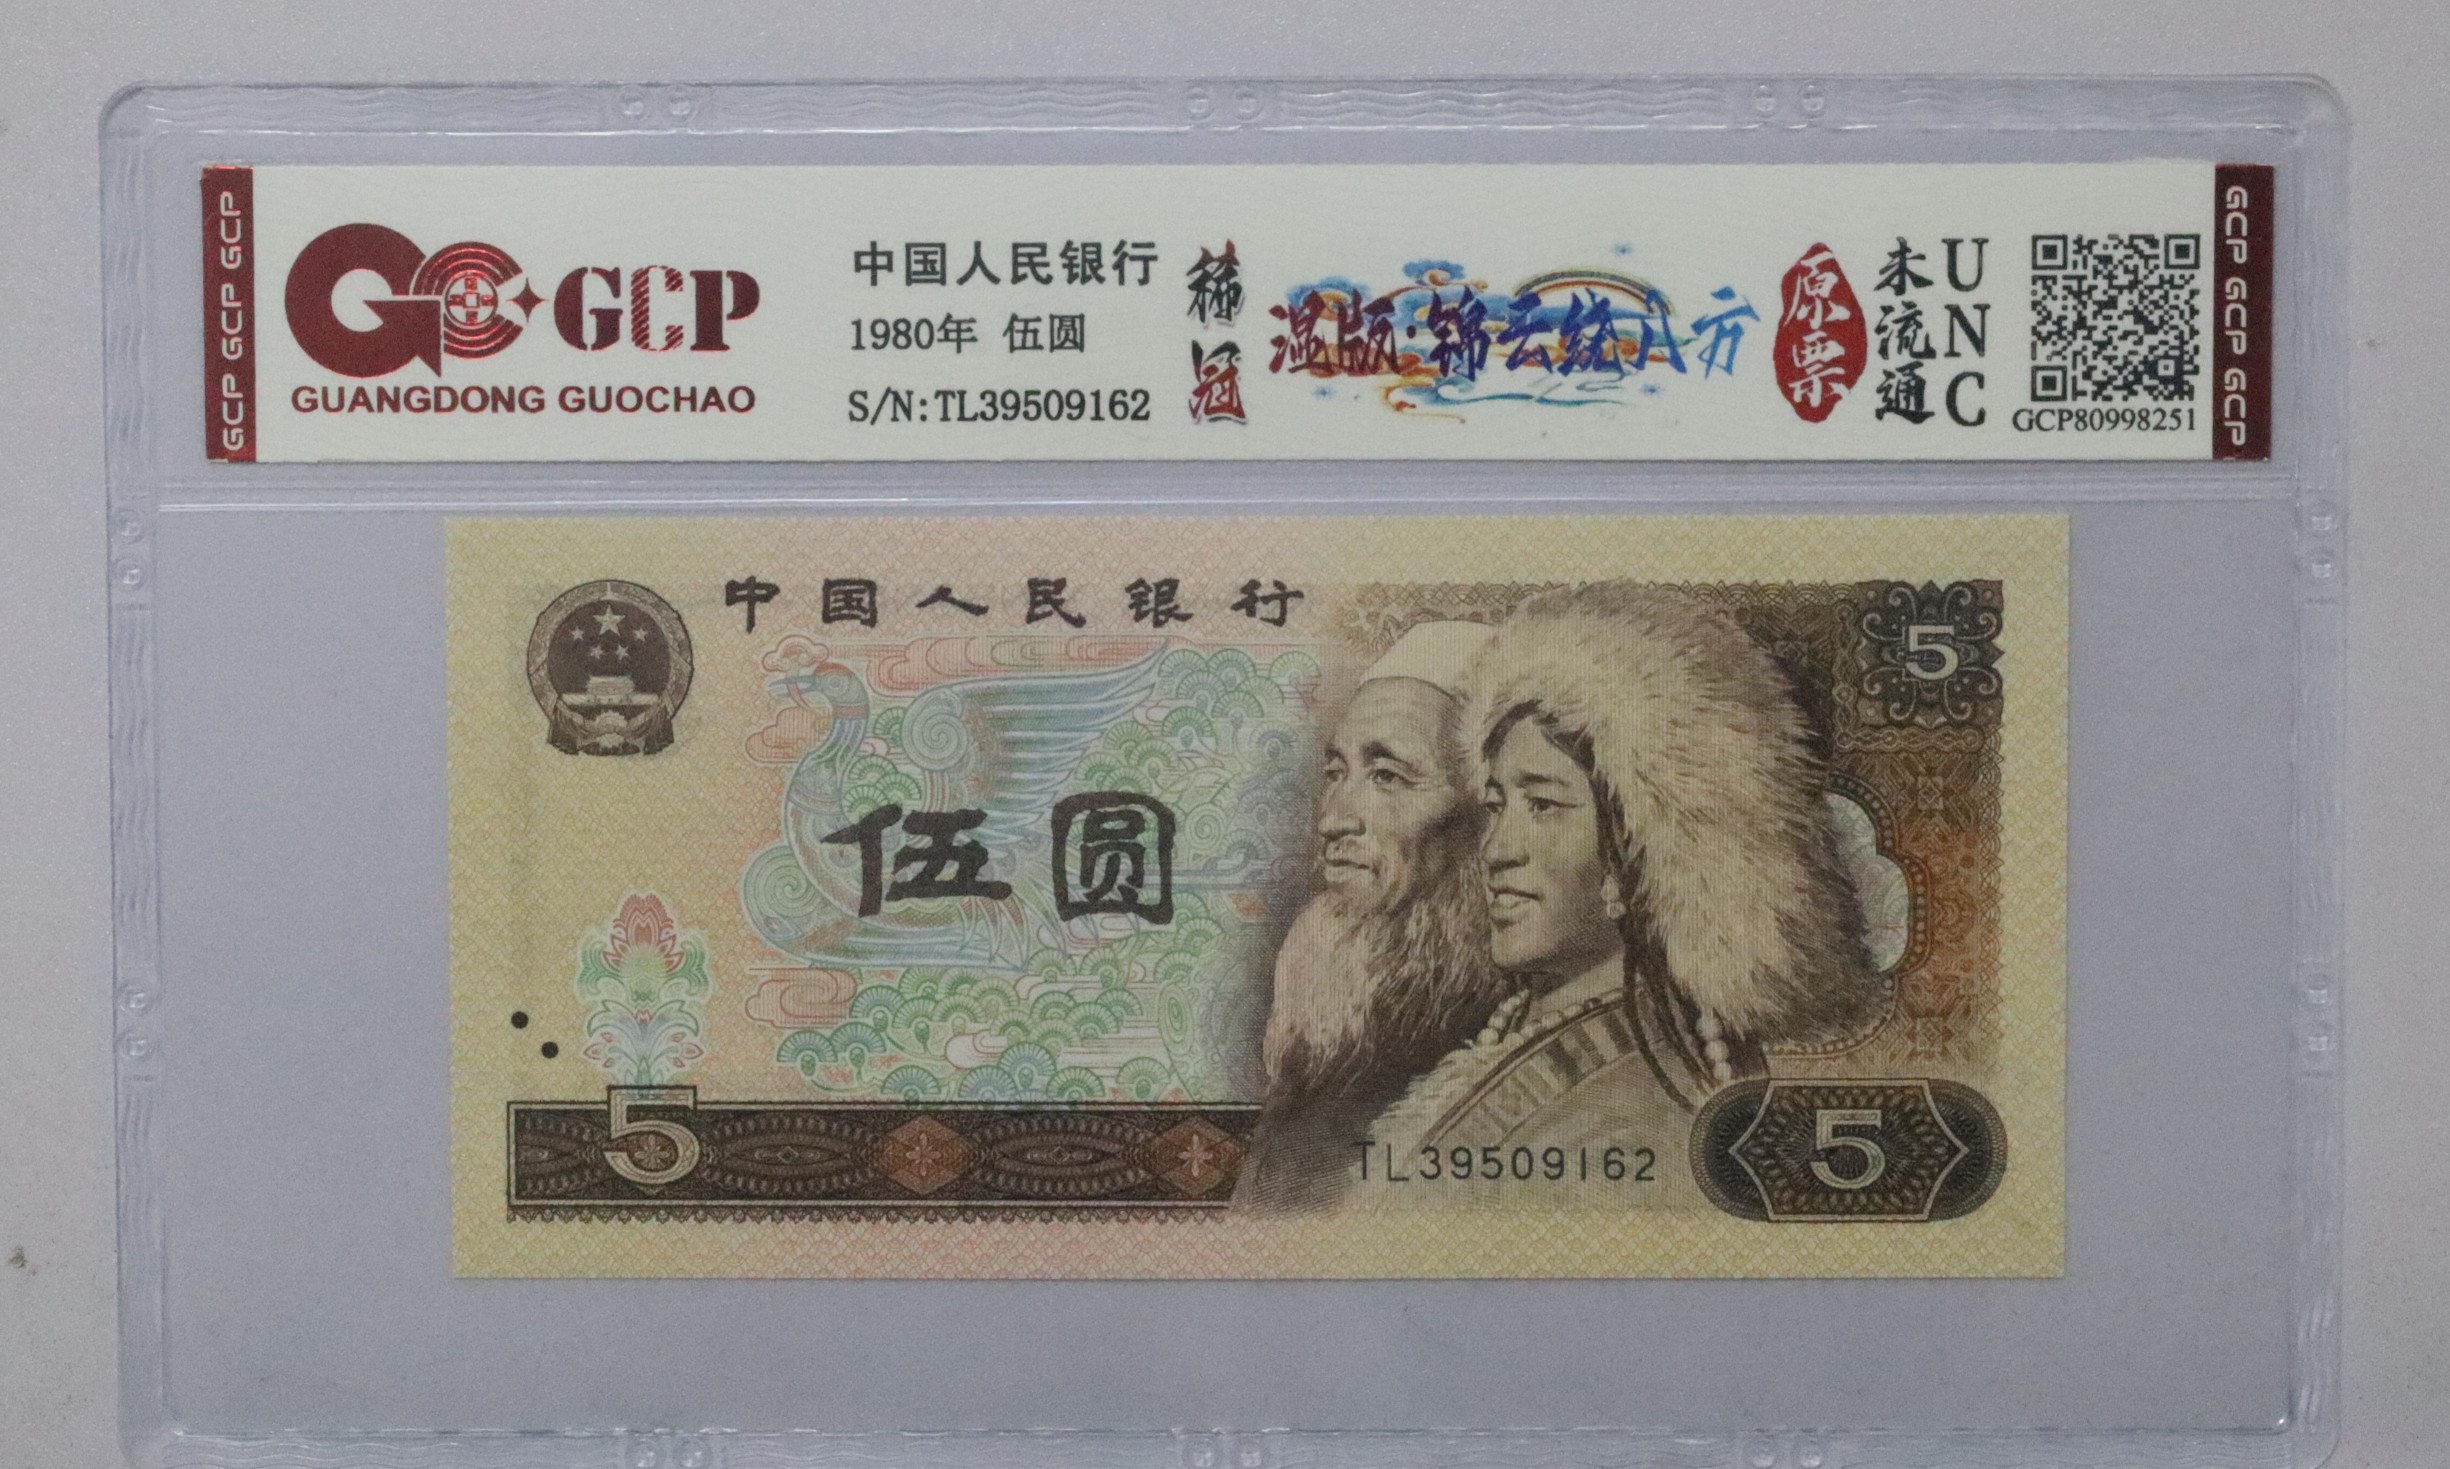 GCP GCP GCP
GCP
GUANGDONG GUOCHAO
中国人民银行
1980年 伍圆
S/N:TL39509162
稀冠
温版·锦云绕八方
原票
未流通
UNC
GCP80998251
GCP GCP GCP
中国人民银行
5
伍圆
5
TL39509162
5